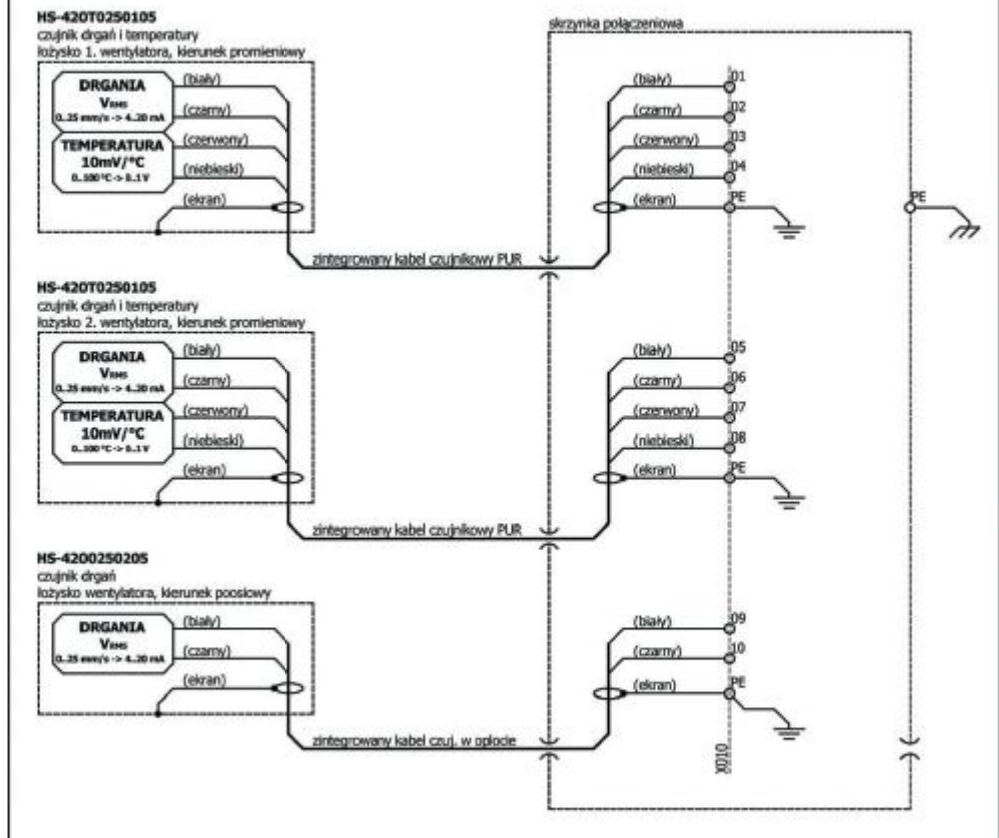 HS-420T0250105
czujnik drgań i temperatury
łożysko 1. wentylatora, kierunek promieniowy
DRGANIA
VRMS
0..25 mm/s -> 4..20 mA
TEMPERATURA
10mV/°C
0..100 °C -> 0..1 V
(biały)
(czarny)
(czerwony)
(niebieski)
(ekran)
zintegrowany kabel czujnikowy PUR
skrzynka połączeniowa
(biały)
(czarny)
(czerwony)
(niebieski)
(ekran)
01
02
03
04
PE
PE
HS-420T0250105
czujnik drgań i temperatury
łożysko 2. wentylatora, kierunek promieniowy
DRGANIA
VRMS
0..25 mm/s -> 4..20 mA
TEMPERATURA
10mV/°C
0..100 °C -> 0..1 V
(biały)
(czarny)
(czerwony)
(niebieski)
(ekran)
zintegrowany kabel czujnikowy PUR
(biały)
(czarny)
(czerwony)
(niebieski)
(ekran)
05
06
07
08
PE
HS-4200250205
czujnik drgań
łożysko wentylatora, kierunek poosiowy
DRGANIA
VRMS
0..25 mm/s -> 4..20 mA
(biały)
(czarny)
(ekran)
zintegrowany kabel czuj. w oplocie
(biały)
(czarny)
(ekran)
09
10
PE
X010